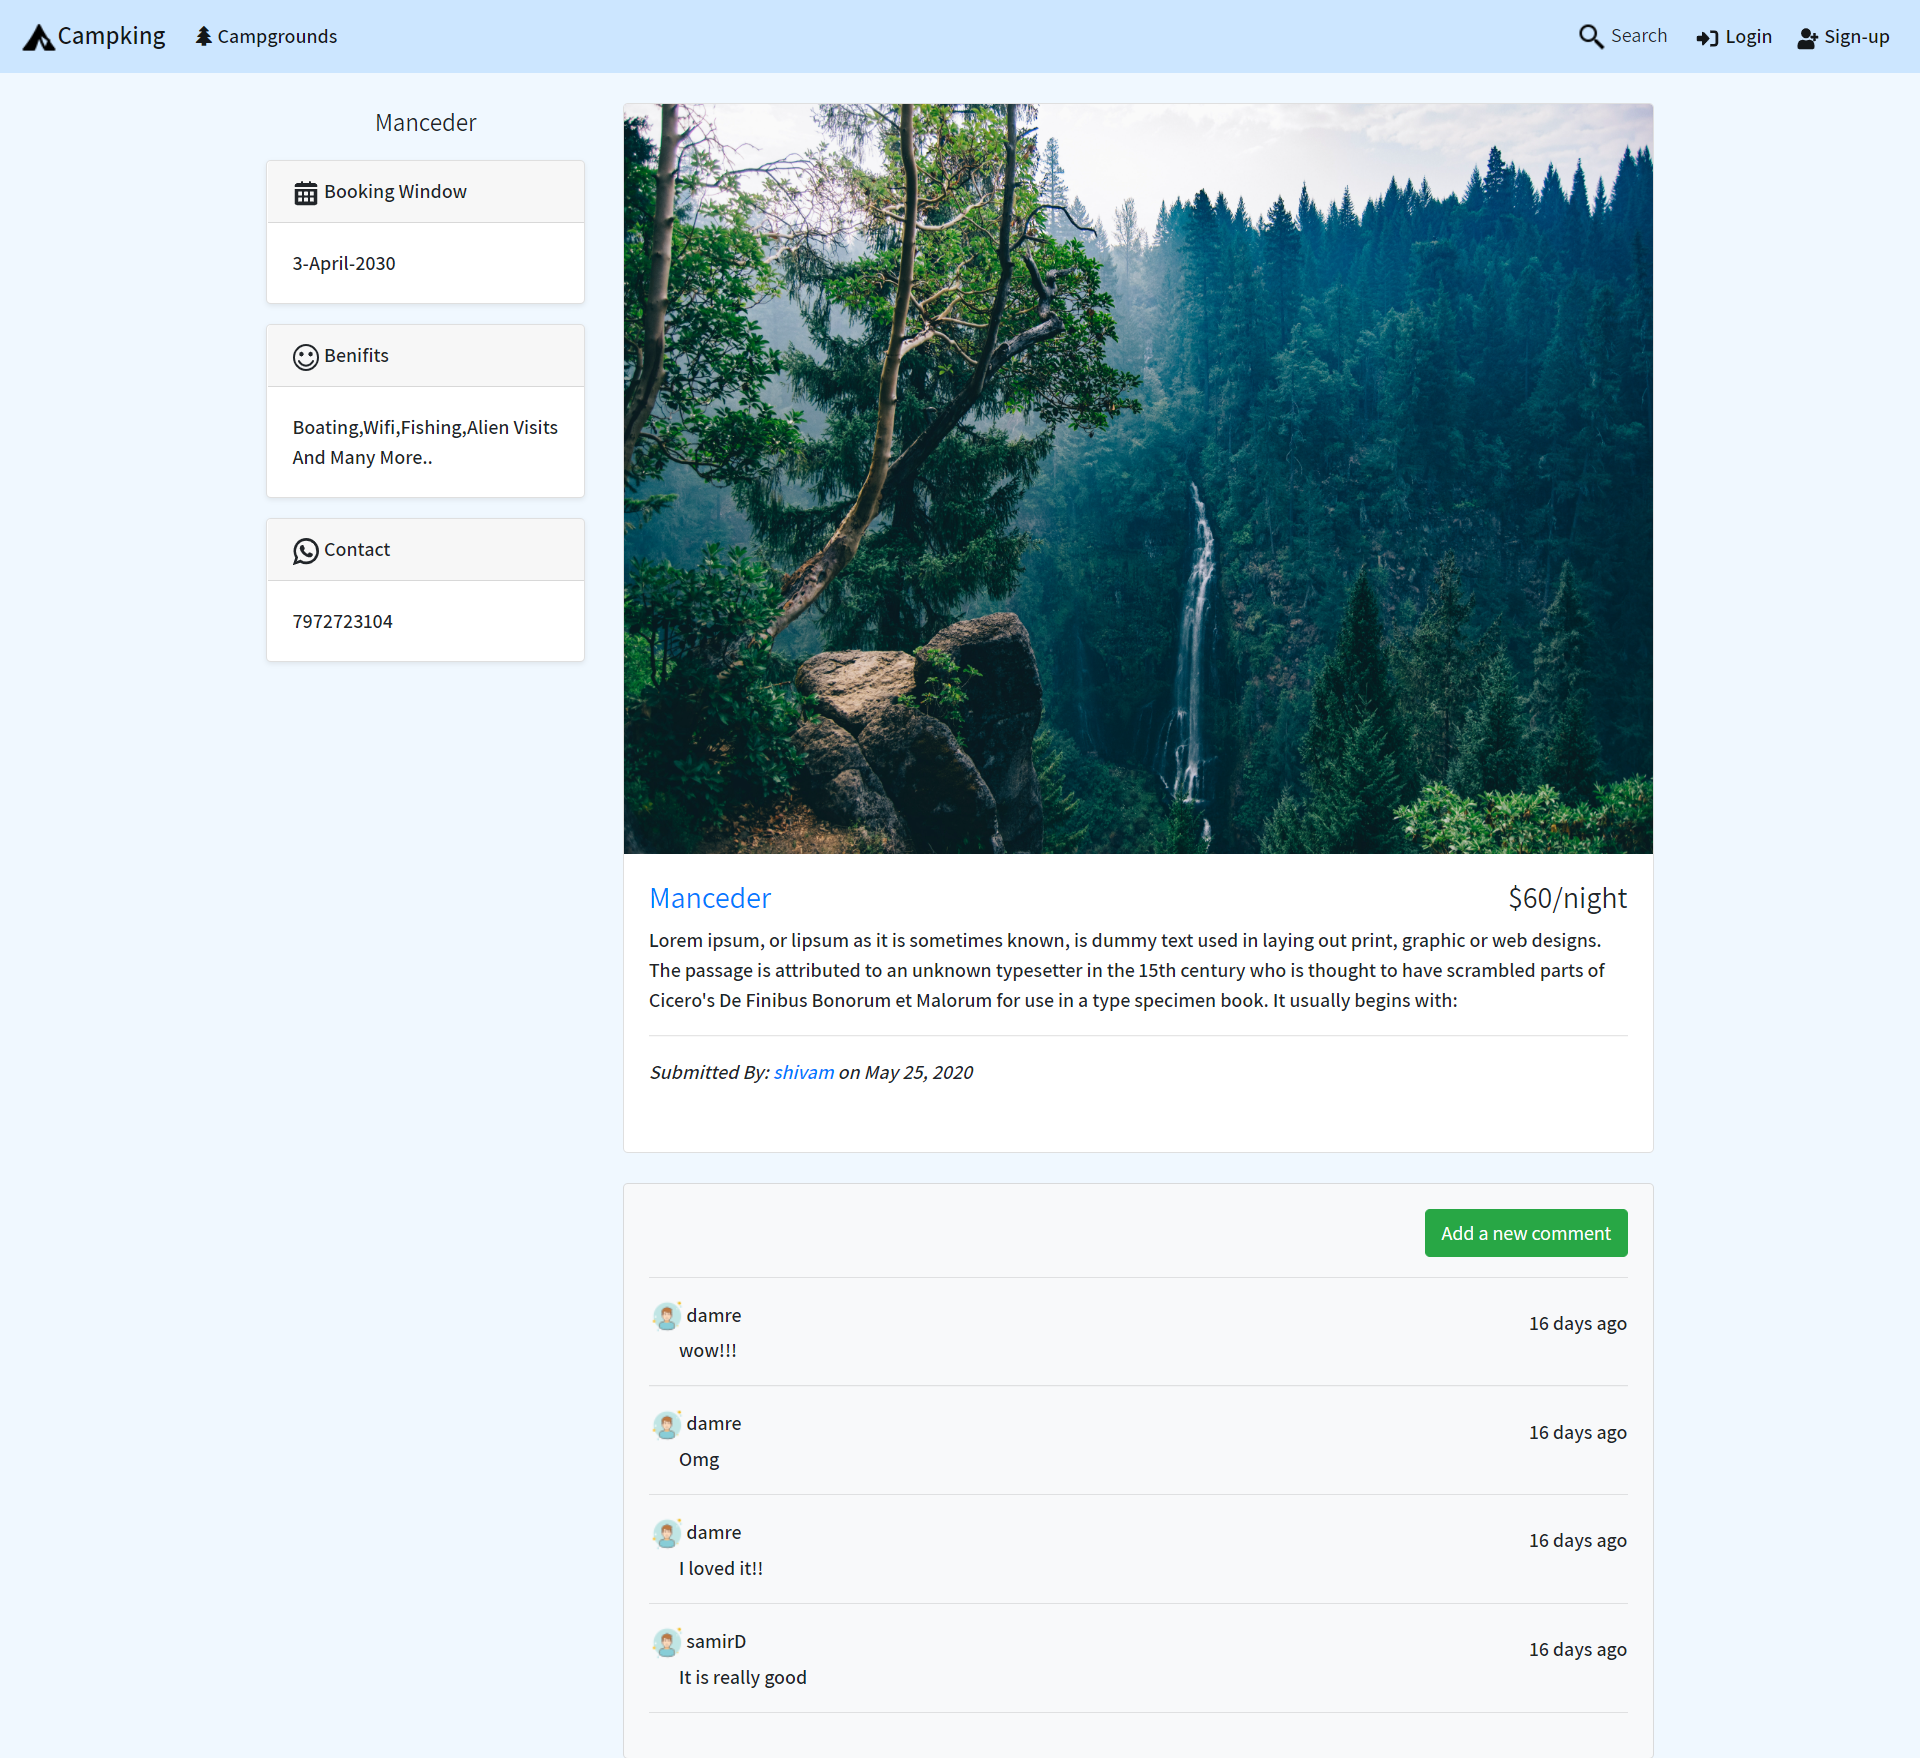 Campking
Campgrounds
Search
Login
Sign-up
Manceder
Booking Window
3-April-2030
Benifits
Boating,Wifi,Fishing,Alien Visits
And Many More..
Contact
7972723104
Manceder
$60/night
Lorem ipsum, or lipsum as it is sometimes known, is dummy text used in laying out print, graphic or web designs.
The passage is attributed to an unknown typesetter in the 15th century who is thought to have scrambled parts of
Cicero's De Finibus Bonorum et Malorum for use in a type specimen book. It usually begins with:
Submitted By: shivam on May 25, 2020
Add a new comment
damre
16 days ago
wow!!!
damre
16 days ago
Omg
damre
16 days ago
I loved it!!
samirD
16 days ago
It is really good